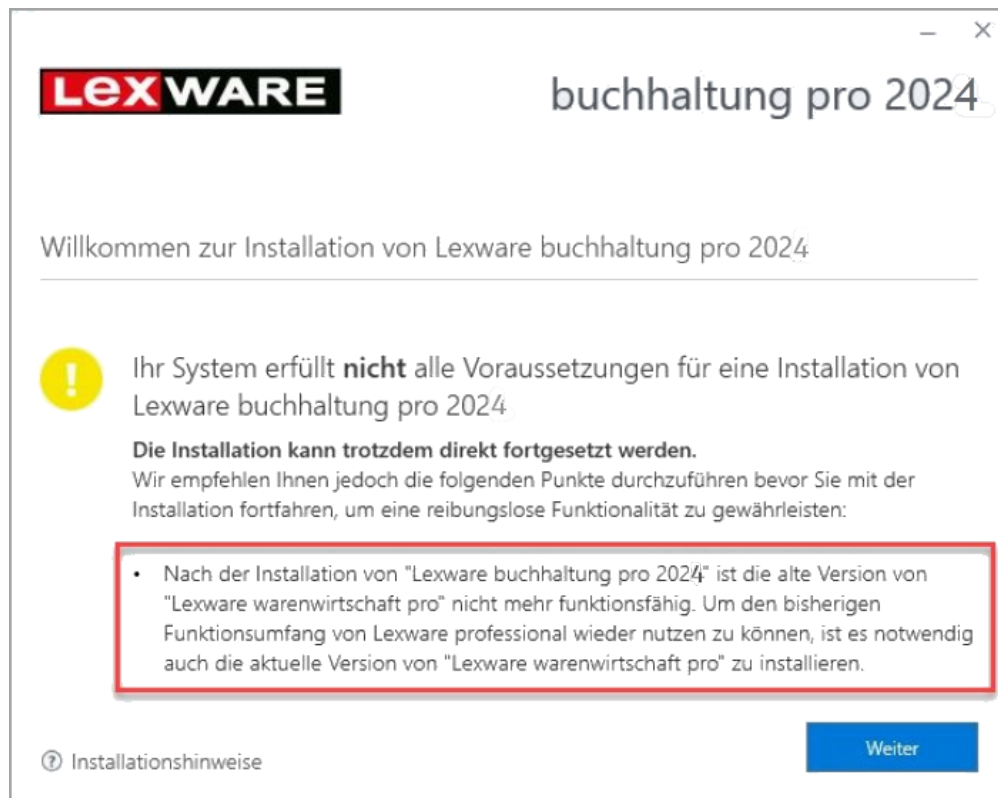 LexWARE
buchhaltung pro 2024
Willkommen zur Installation von Lexware buchhaltung pro 2024
Ihr System erfüllt nicht alle Voraussetzungen für eine Installation von
Lexware buchhaltung pro 2024
Die Installation kann trotzdem direkt fortgesetzt werden.
Wir empfehlen Ihnen jedoch die folgenden Punkte durchzuführen bevor Sie mit der
Installation fortfahren, um eine reibungslose Funktionalität zu gewährleisten:
• Nach der Installation von "Lexware buchhaltung pro 2024" ist die alte Version von
"Lexware warenwirtschaft pro" nicht mehr funktionsfähig. Um den bisherigen
Funktionsumfang von Lexware professional wieder nutzen zu können, ist es notwendig
auch die aktuelle Version von "Lexware warenwirtschaft pro" zu installieren.
Weiter
Installationshinweise